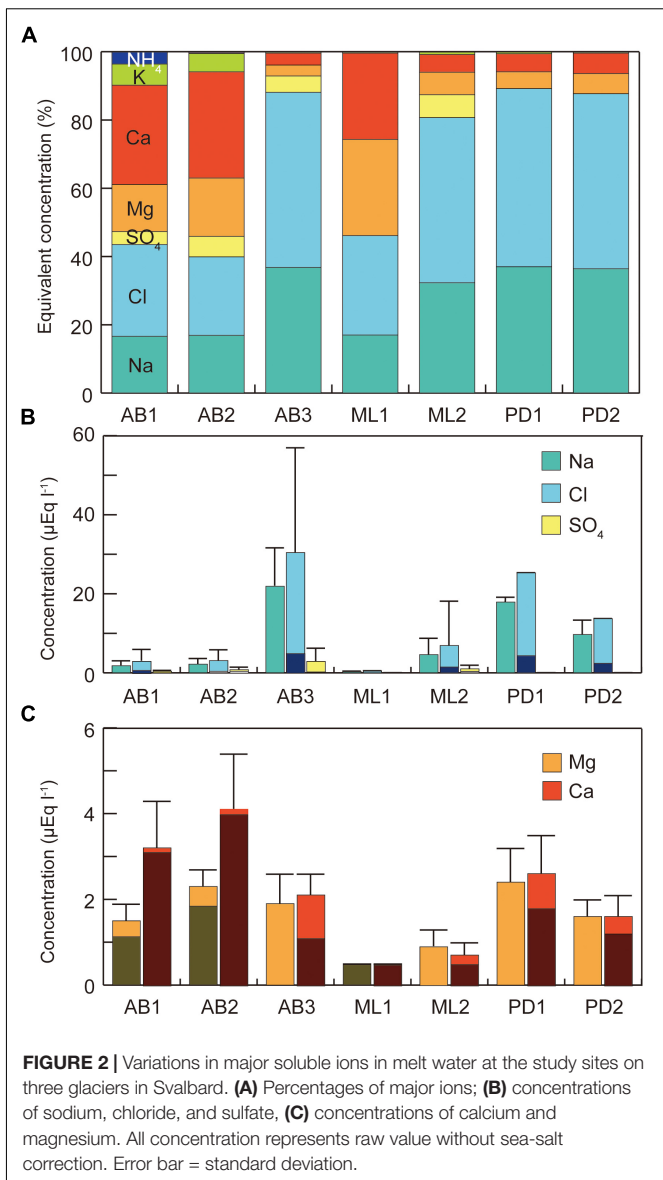 A
Equivalent concentration (%)
100
80
60
40
20
0
NH₄
K
Ca
Mg
SO₄
Cl
Na
AB1 AB2 AB3 ML1 ML2 PD1 PD2
B
Concentration (µEq l⁻¹)
60
40
20
0
Na
Cl
SO₄
AB1 AB2 AB3 ML1 ML2 PD1 PD2
C
Concentration (µEq l⁻¹)
6
4
2
0
Mg
Ca
AB1 AB2 AB3 ML1 ML2 PD1 PD2
FIGURE 2 | Variations in major soluble ions in melt water at the study sites on
three glaciers in Svalbard. (A) Percentages of major ions; (B) concentrations
of sodium, chloride, and sulfate, (C) concentrations of calcium and
magnesium. All concentration represents raw value without sea-salt
correction. Error bar = standard deviation.